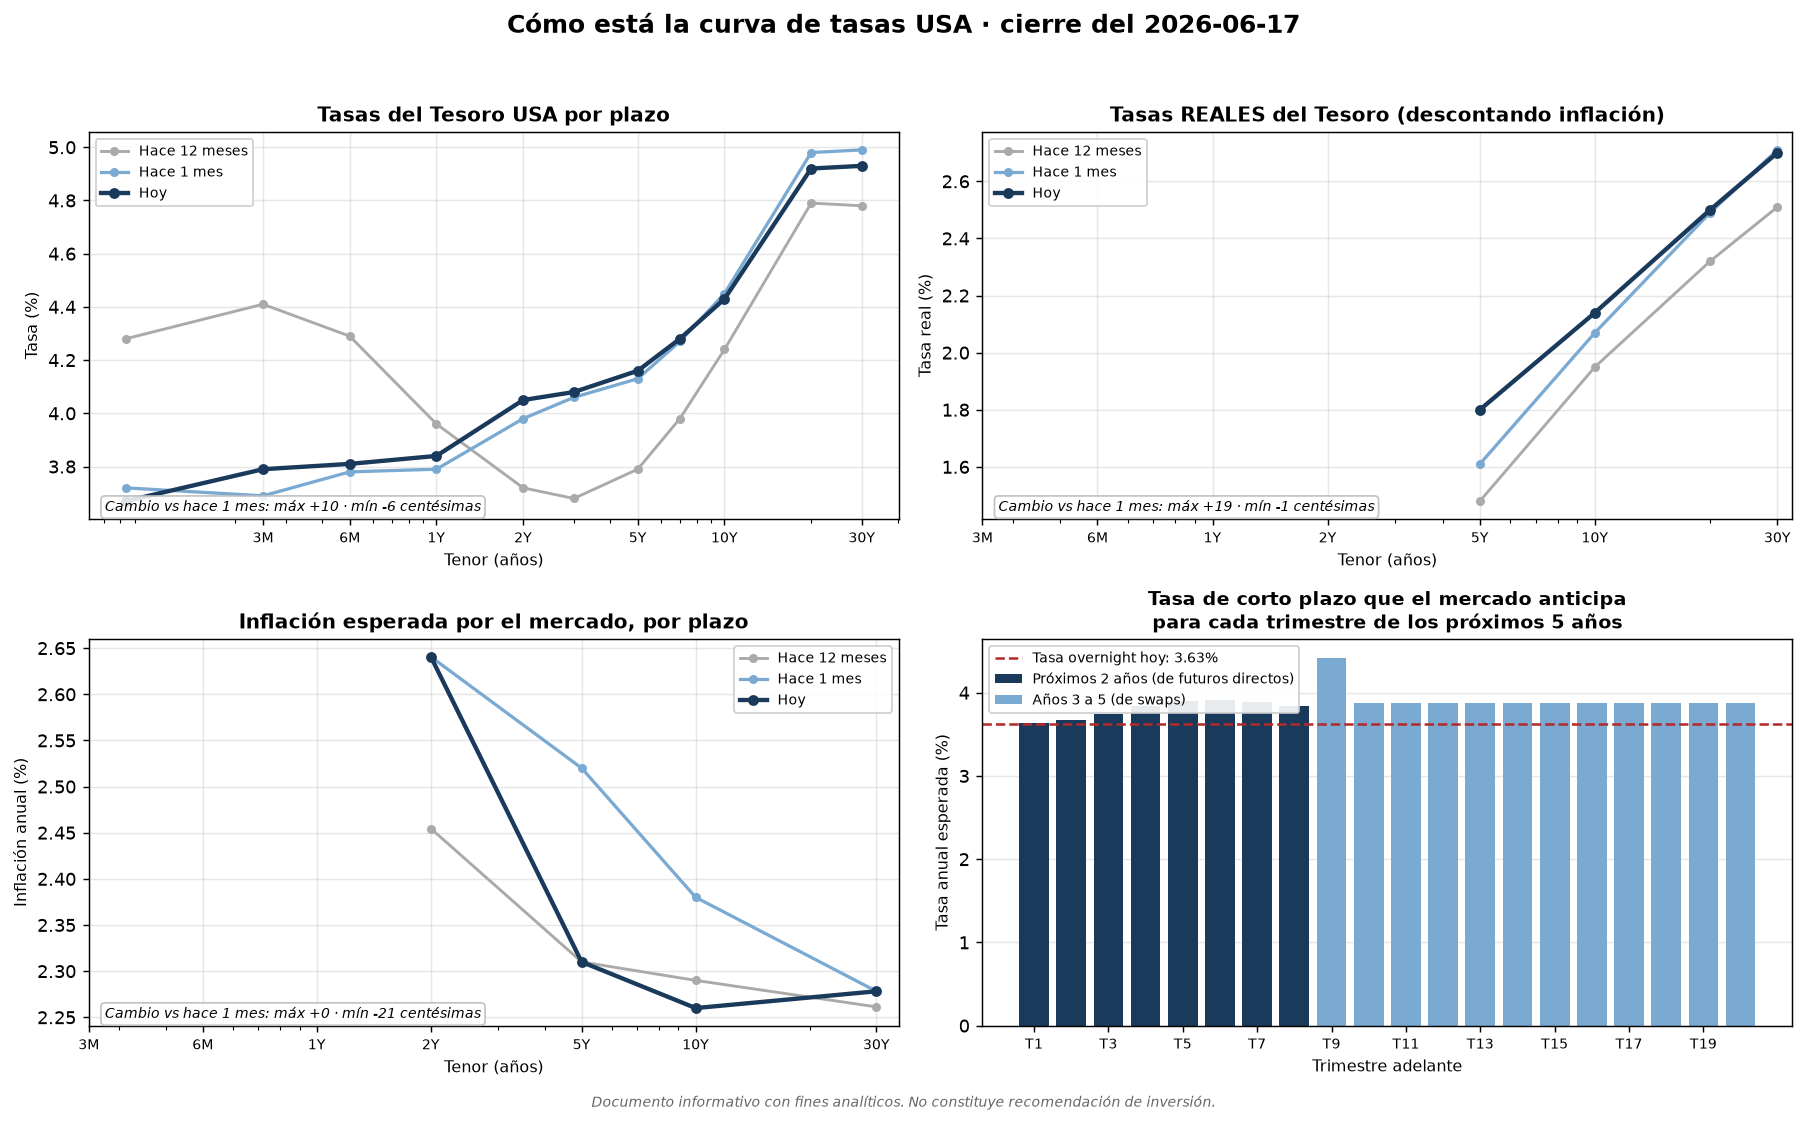 Cómo está la curva de tasas USA · cierre del 2026-06-17
Tasas del Tesoro USA por plazo
Hace 12 meses
Hace 1 mes
Hoy
Tasa (%)
5.0
4.8
4.6
4.4
4.2
4.0
3.8
Cambio vs hace 1 mes: máx +10 · mín -6 centésimas
3M 6M 1Y 2Y 5Y 10Y 30Y
Tenor (años)
Tasas REALES del Tesoro (descontando inflación)
Hace 12 meses
Hace 1 mes
Hoy
Tasa real (%)
2.6
2.4
2.2
2.0
1.8
1.6
Cambio vs hace 1 mes: máx +19 · mín -1 centésimas
3M 6M 1Y 2Y 5Y 10Y 30Y
Tenor (años)
Inflación esperada por el mercado, por plazo
Hace 12 meses
Hace 1 mes
Hoy
Inflación anual (%)
2.65
2.60
2.55
2.50
2.45
2.40
2.35
2.30
2.25
Cambio vs hace 1 mes: máx +0 · mín -21 centésimas
3M 6M 1Y 2Y 5Y 10Y 30Y
Tenor (años)
Tasa de corto plazo que el mercado anticipa
para cada trimestre de los próximos 5 años
Tasa overnight hoy: 3.63%
Próximos 2 años (de futuros directos)
Años 3 a 5 (de swaps)
Tasa anual esperada (%)
4
3
2
1
0
T1 T3 T5 T7 T9 T11 T13 T15 T17 T19
Trimestre adelante
Documento informativo con fines analíticos. No constituye recomendación de inversión.